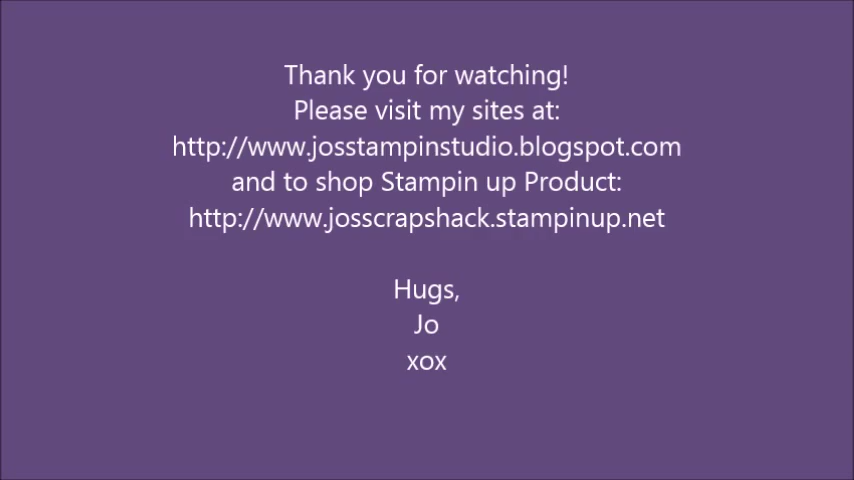 Thank you for watching!
Please visit my sites at:
http://www.josstampinstudio.blogspot.com
and to shop Stampin up Product:
http://www.josscrapshack.stampinup.net
Hugs,
Jo
xox